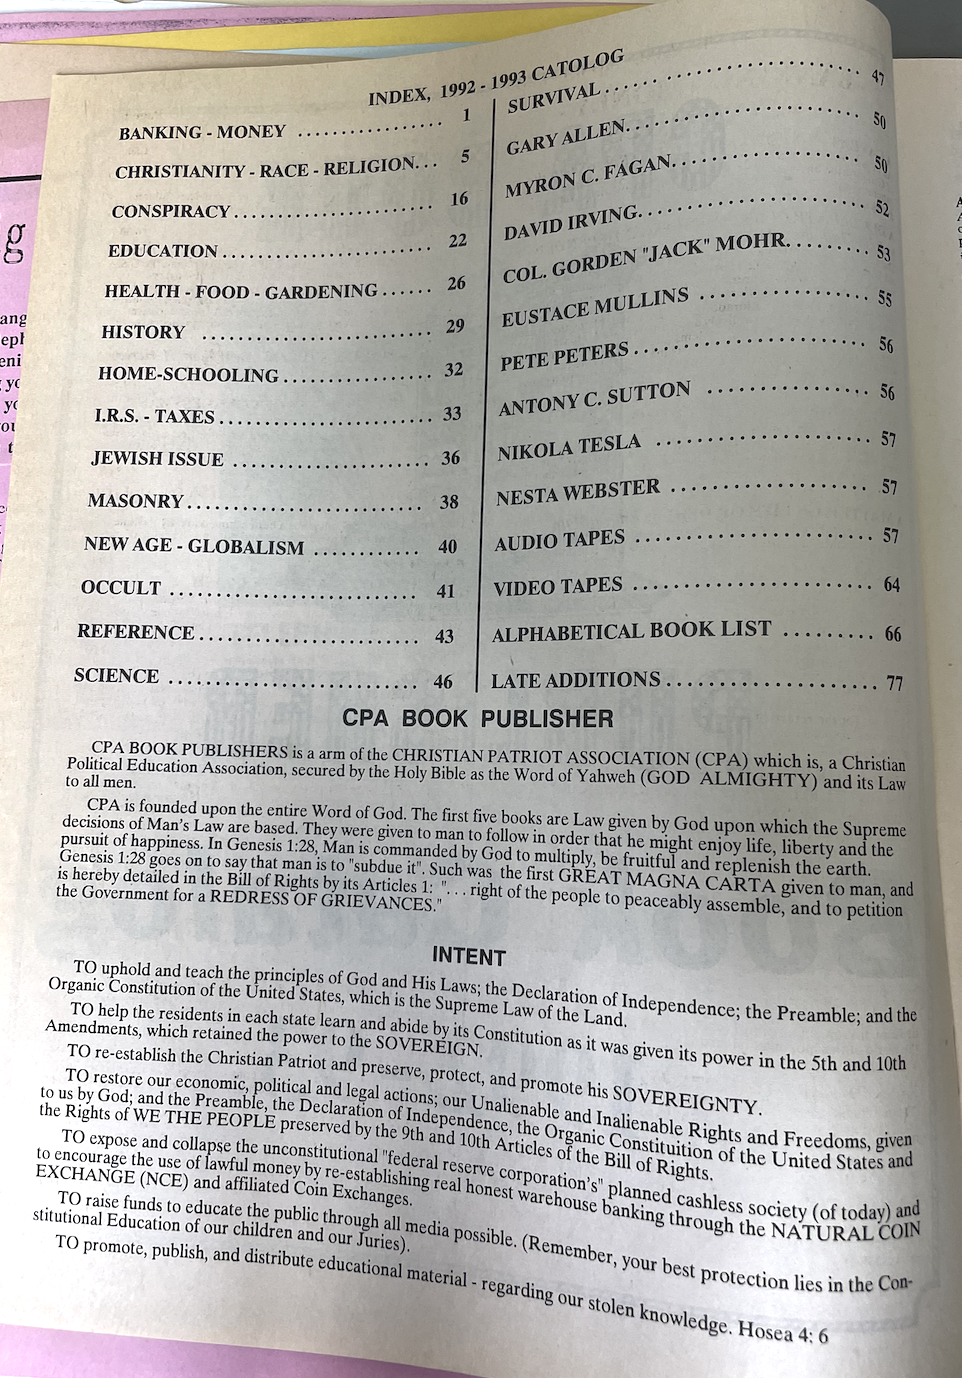 INDEX, 1992 - 1993 CATOLOG
BANKING - MONEY .................. 1
CHRISTIANITY - RACE - RELIGION... 5
CONSPIRACY......................... 16
EDUCATION.......................... 22
HEALTH - FOOD - GARDENING...... 26
HISTORY ........................... 29
HOME-SCHOOLING................... 32
I.R.S. - TAXES.......................... 33
JEWISH ISSUE ........................ 36
MASONRY............................ 38
NEW AGE - GLOBALISM ............ 40
OCCULT ............................ 41
REFERENCE......................... 43
SCIENCE ........................... 46
SURVIVAL........................... 47
GARY ALLEN......................... 50
MYRON C. FAGAN.................... 50
DAVID IRVING....................... 52
COL. GORDEN "JACK" MOHR......... 53
EUSTACE MULLINS .................. 55
PETE PETERS........................ 56
ANTONY C. SUTTON ................. 56
NIKOLA TESLA ...................... 57
NESTA WEBSTER .................... 57
AUDIO TAPES ....................... 57
VIDEO TAPES ....................... 64
ALPHABETICAL BOOK LIST ......... 66
LATE ADDITIONS..................... 77
CPA BOOK PUBLISHER
CPA BOOK PUBLISHERS is a arm of the CHRISTIAN PATRIOT ASSOCIATION (CPA) which is, a Christian
Political Education Association, secured by the Holy Bible as the Word of Yahweh (GOD ALMIGHTY) and its Law
to all men.
CPA is founded upon the entire Word of God. The first five books are Law given by God upon which the Supreme
decisions of Man's Law are based. They were given to man to follow in order that he might enjoy life, liberty and the
pursuit of happiness. In Genesis 1:28, Man is commanded by God to multiply, be fruitful and replenish the earth.
Genesis 1:28 goes on to say that man is to "subdue it". Such was the first GREAT MAGNA CARTA given to man, and
is hereby detailed in the Bill of Rights by its Articles 1: "... right of the people to peaceably assemble, and to petition
the Government for a REDRESS OF GRIEVANCES."
INTENT
TO uphold and teach the principles of God and His Laws; the Declaration of Independence; the Preamble; and the
Organic Constitution of the United States, which is the Supreme Law of the Land.
TO help the residents in each state learn and abide by its Constitution as it was given its power in the 5th and 10th
Amendments, which retained the power to the SOVEREIGN.
TO re-establish the Christian Patriot and preserve, protect, and promote his SOVEREIGNTY.
TO restore our economic, political and legal actions; our Unalienable and Inalienable Rights and Freedoms, given
to us by God; and the Preamble, the Declaration of Independence, the Organic Constituition of the United States and
the Rights of WE THE PEOPLE preserved by the 9th and 10th Articles of the Bill of Rights.
TO expose and collapse the unconstitutional "federal reserve corporation's" planned cashless society (of today) and
to encourage the use of lawful money by re-establishing real honest warehouse banking through the NATURAL COIN
EXCHANGE (NCE) and affiliated Coin Exchanges.
TO raise funds to educate the public through all media possible. (Remember, your best protection lies in the Con-
stitutional Education of our children and our Juries).
TO promote, publish, and distribute educational material - regarding our stolen knowledge. Hosea 4: 6